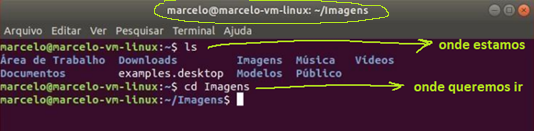 marcelo@marcelo-vm-linux: ~/Imagens
Arquivo Editar Ver Pesquisar Terminal Ajuda
marcelo@marcelo-vm-linux:~$ ls
onde estamos
Área de Trabalho Downloads Imagens Música Vídeos
Documentos examples.desktop Modelos Público
marcelo@marcelo-vm-linux:~$ cd Imagens
onde queremos ir
marcelo@marcelo-vm-linux:~/Imagens$